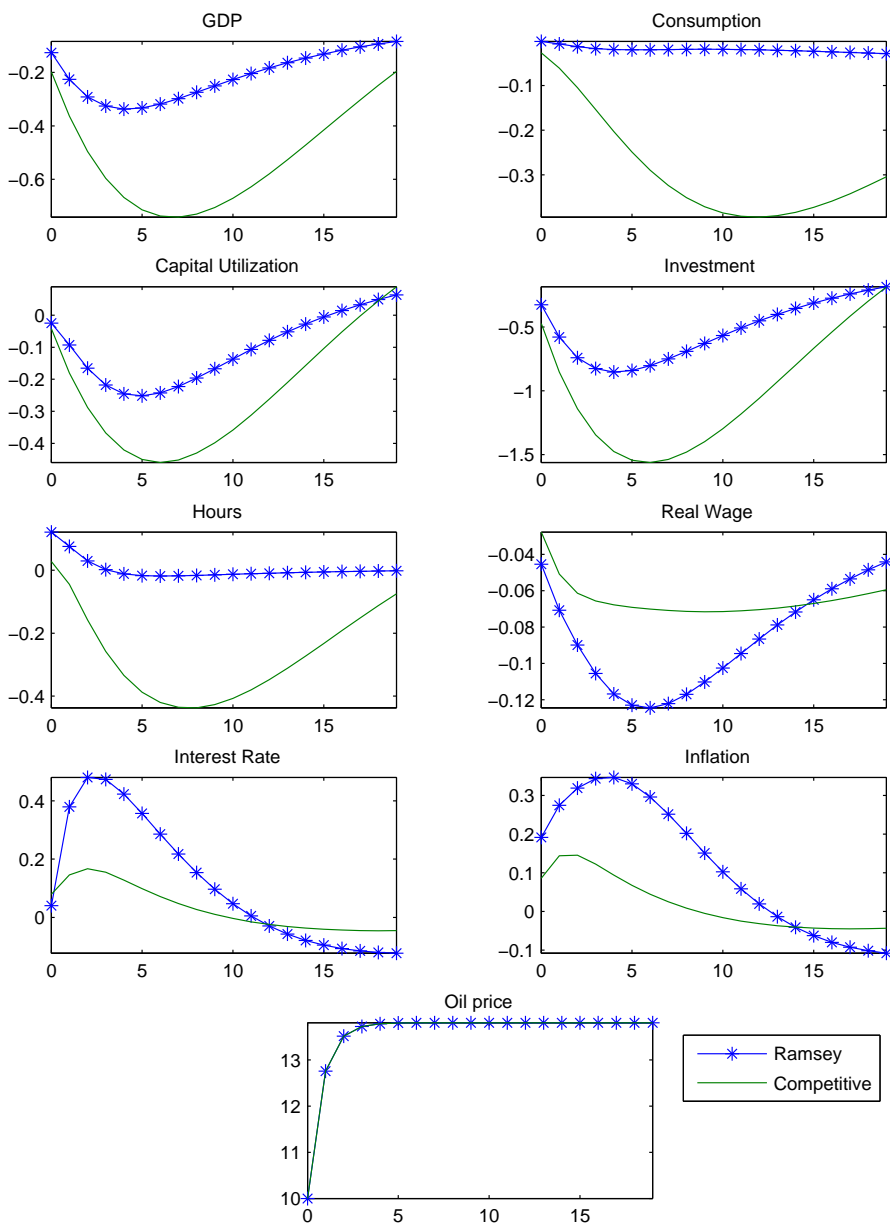 GDP Consumption
−0.2
−0.4
−0.6
0 5 10 15
−0.1
−0.2
−0.3
0 5 10 15
Capital Utilization Investment
0
−0.1
−0.2
−0.3
−0.4
0 5 10 15
−0.5
−1
−1.5
0 5 10 15
Hours Real Wage
0
−0.2
−0.4
0 5 10 15
−0.04
−0.06
−0.08
−0.1
−0.12
0 5 10 15
Interest Rate Inflation
0.4
0.2
0
0 5 10 15
0.3
0.2
0.1
0
−0.1
0 5 10 15
Oil price
13
12
11
10
0 5 10 15
Ramsey
Competitive